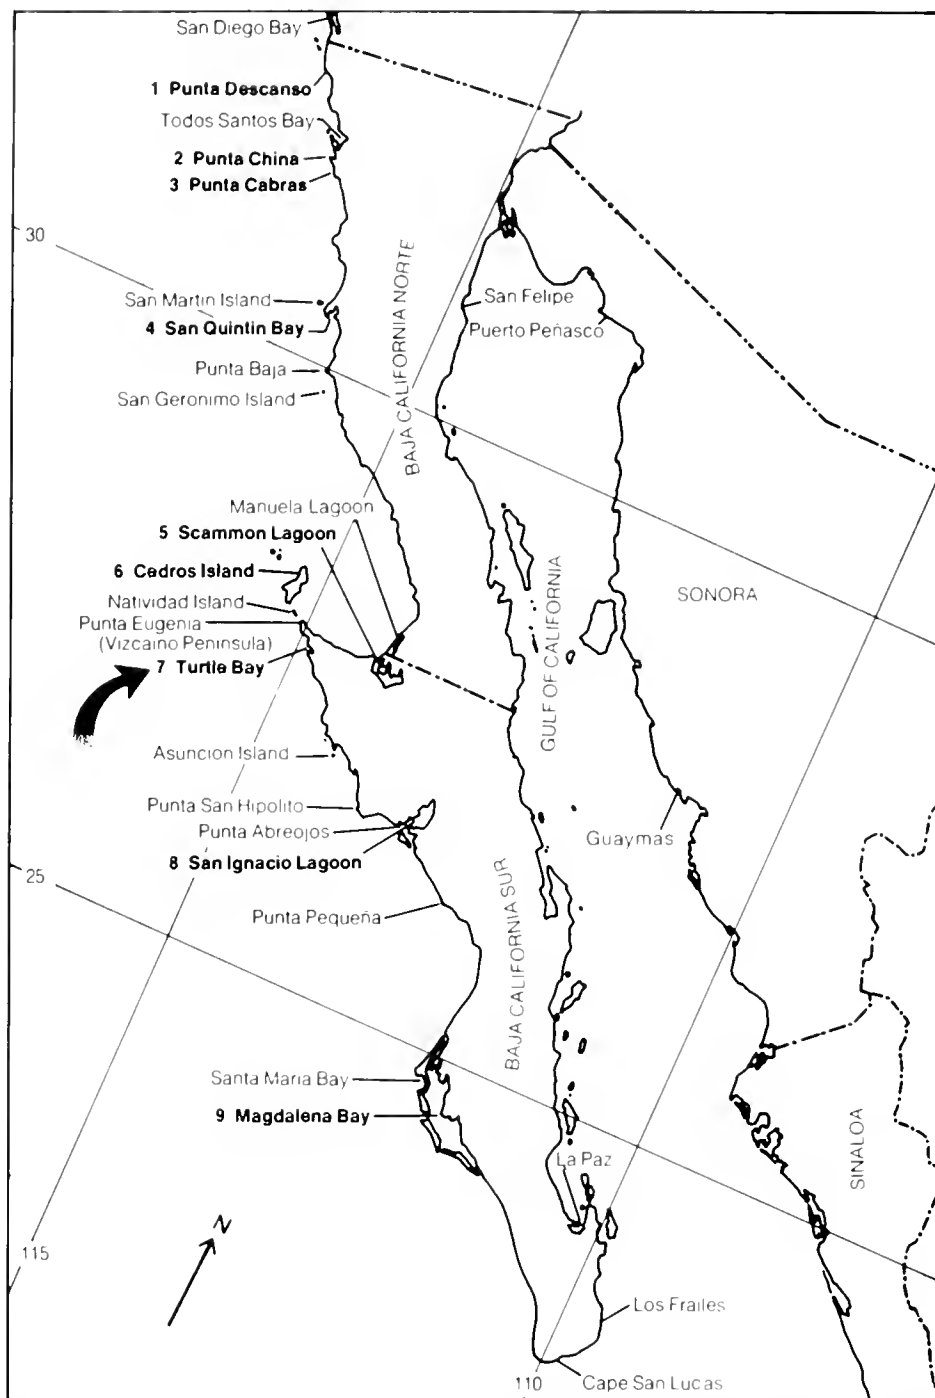 San Diego Bay
1 Punta Descanso
Todos Santos Bay
2 Punta China
3 Punta Cabras
30
BAJA CALIFORNIA NORTE
San Felipe
San Martin Island
Puerto Peñasco
4 San Quintin Bay
Punta Baja
San Geronimo Island
Manuela Lagoon
5 Scammon Lagoon
6 Cedros Island
GULF OF CALIFORNIA
SONORA
Natividad Island
Punta Eugenia
(Vizcaino Peninsula)
7 Turtle Bay
Asuncion Island
Punta San Hipolito
Punta Abreojos
Guaymas
8 San Ignacio Lagoon
25
Punta Pequeña
BAJA CALIFORNIA SUR
Santa Maria Bay
9 Magdalena Bay
La Paz
SINALOA
N
115
Los Frailes
110
Cape San Lucas